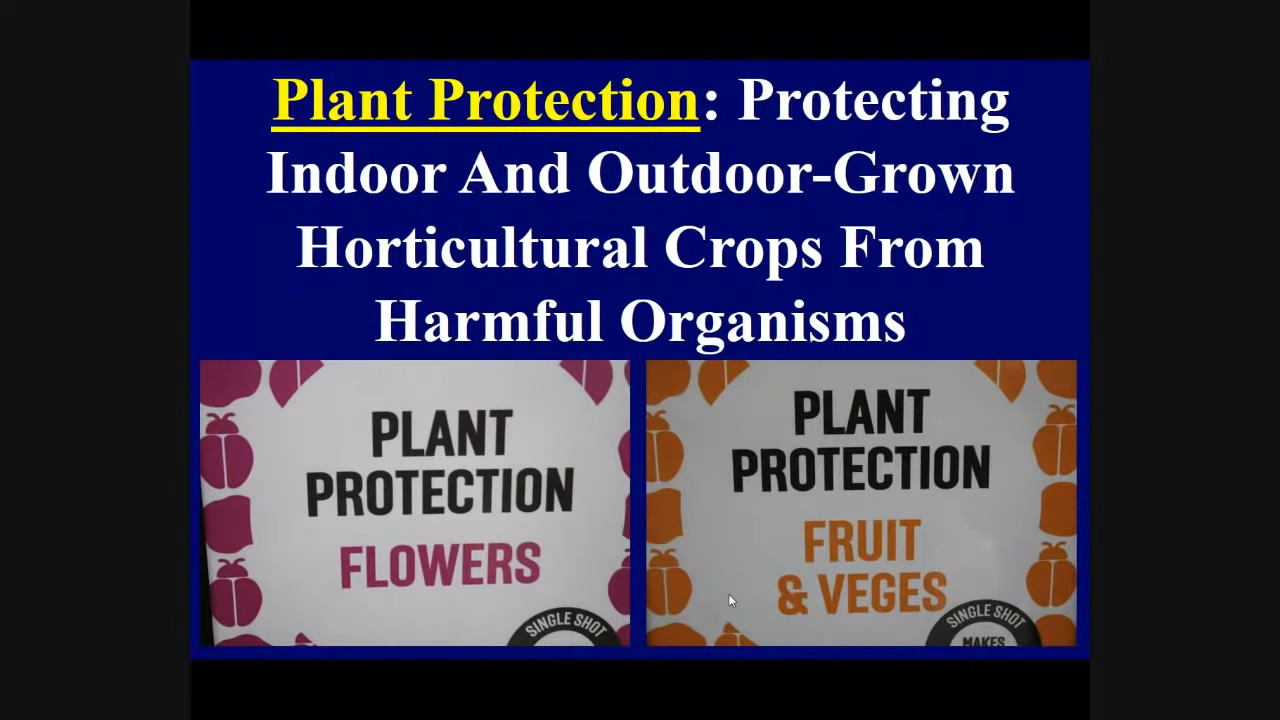 Plant Protection: Protecting
Indoor And Outdoor-Grown
Horticultural Crops From
Harmful Organisms
PLANT
PROTECTION
FLOWERS
SINGLE SHOT
PLANT
PROTECTION
FRUIT
& VEGES
SINGLE SHOT
MAKES